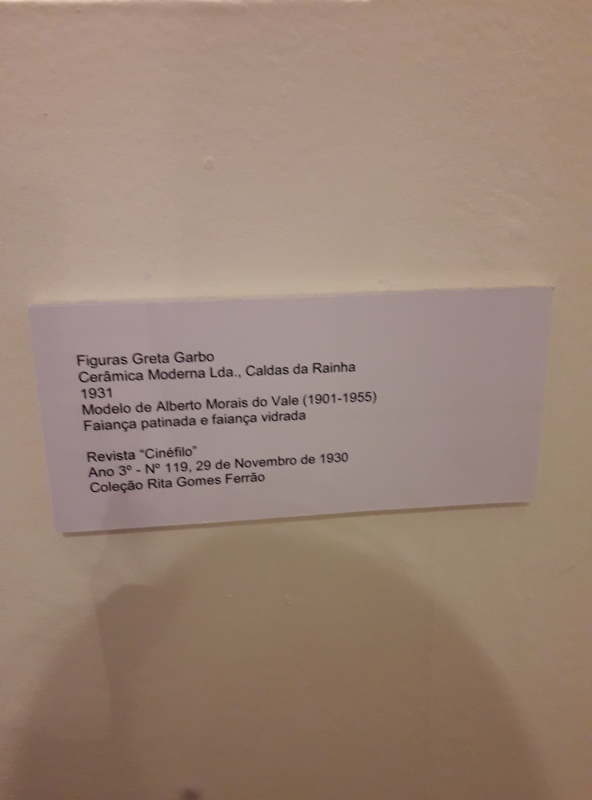 Figuras Greta Garbo
Cerâmica Moderna Lda., Caldas da Rainha
1931
Modelo de Alberto Morais do Vale (1901-1955)
Faiança patinada e faiança vidrada
Revista “Cinéfilo”
Ano 3º - Nº 119, 29 de Novembro de 1930
Coleção Rita Gomes Ferrão